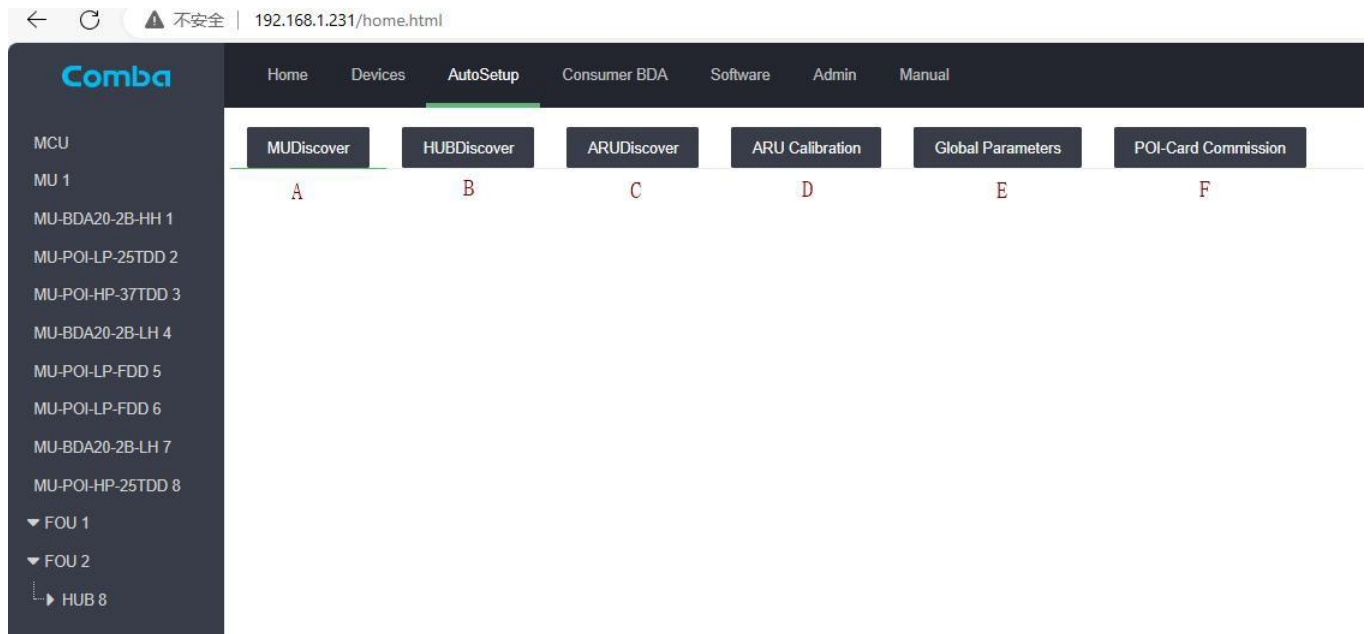 不安全 | 192.168.1.231/home.html
Comba
Home Devices AutoSetup Consumer BDA Software Admin Manual
MUDiscover HUBDiscover ARUDiscover ARU Calibration Global Parameters POI-Card Commission
A B C D E F
MCU
MU 1
MU-BDA20-2B-HH 1
MU-POI-LP-25TDD 2
MU-POI-HP-37TDD 3
MU-BDA20-2B-LH 4
MU-POI-LP-FDD 5
MU-POI-LP-FDD 6
MU-BDA20-2B-LH 7
MU-POI-HP-25TDD 8
FOU 1
FOU 2
HUB 8